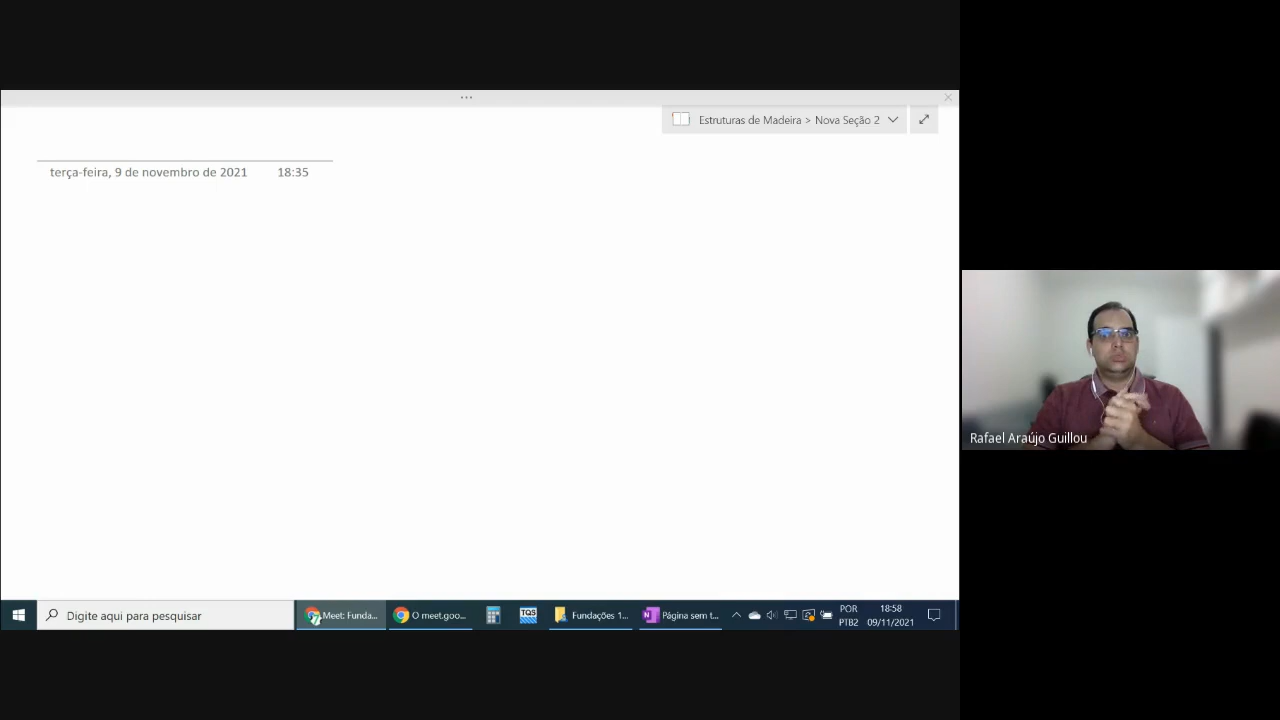 Estruturas de Madeira > Nova Seção 2
terça-feira, 9 de novembro de 2021 18:35
Rafael Araújo Guillou
Digite aqui para pesquisar
Meet: Funda...
O meet.goo...
TQS
Fundações 1...
Página sem t...
POR
PTB2
18:58
09/11/2021